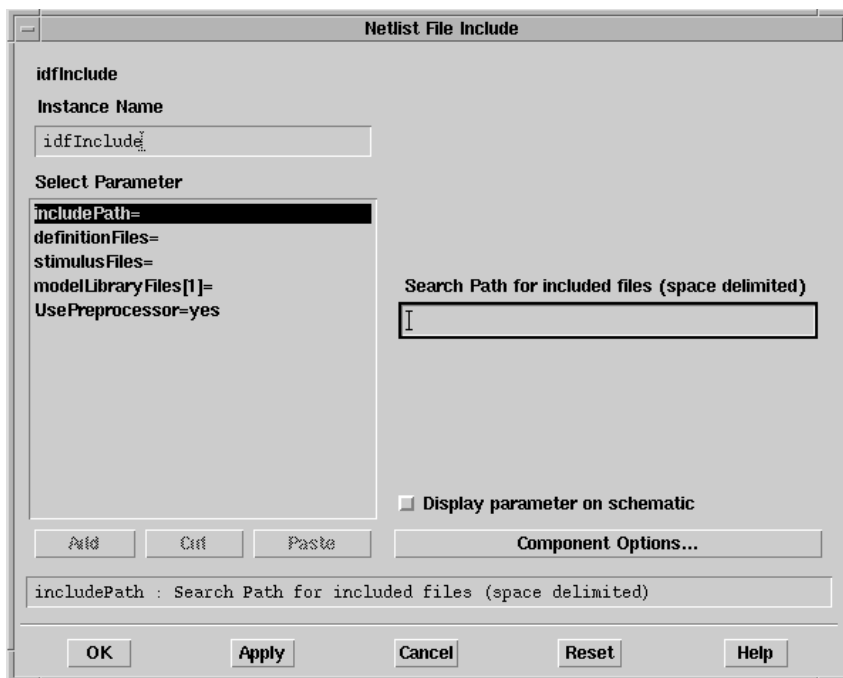 Netlist File Include
idfInclude
Instance Name
idfInclude
Select Parameter
includePath=
definitionFiles=
stimulusFiles=
modelLibraryFiles[1]=
UsePreprocessor=yes
Search Path for included files (space delimited)
Display parameter on schematic
Add Cut Paste Component Options...
includePath : Search Path for included files (space delimited)
OK Apply Cancel Reset Help